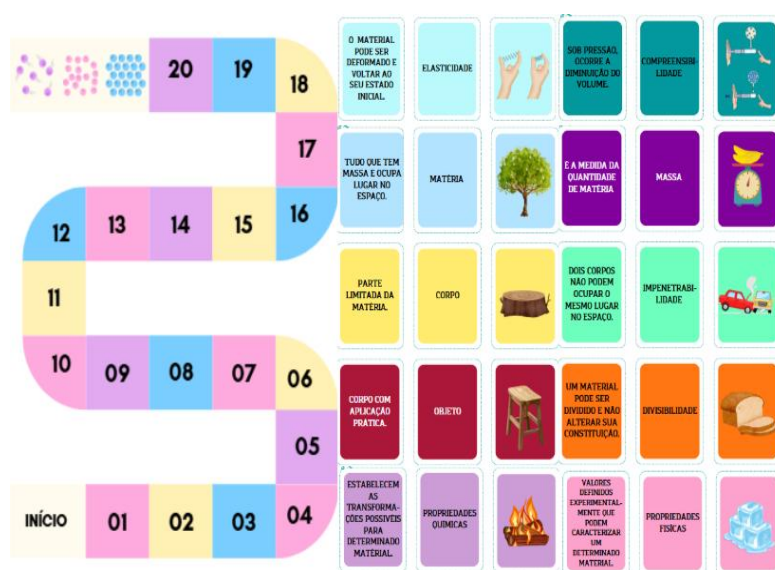 20
19
18
17
16
15
14
13
12
11
10
09
08
07
06
05
INÍCIO
01
02
03
04
O MATERIAL
PODE SER
DEFORMADO E
VOLTAR AO
SEU ESTADO
INICIAL.
ELASTICIDADE
SOB PRESSÃO,
OCORRE A
DIMINUIÇÃO DO
VOLUME.
COMPREENSIBI-
LIDADE
TUDO QUE TEM
MASSA E OCUPA
LUGAR NO
ESPAÇO.
MATÉRIA
E A MEDIDA DA
QUANTIDADE
DE MATÉRIA
MASSA
PARTE
LIMITADA DA
MATÉRIA.
CORPO
DOIS CORPOS
NÃO PODEM
OCUPAR O
MESMO LUGAR
NO ESPAÇO.
IMPENETRABI-
LIDADE
CORPO COM
APLICAÇÃO
PRÁTICA.
OBJETO
UM MATERIAL
PODE SER
DIVIDIDO E NÃO
ALTERAR SUA
CONSTITUIÇÃO.
DIVISIBILIDADE
ESTABELECEM
AS
TRANSFORMA-
ÇÕES POSSIVÉIS
PARA
DETERMINADO
MATÉRIAL.
PROPRIEDADES
QUIMICAS
VALORES
DEFINIDOS
EXPERIMENTAL-
MENTE QUE
PODEM
CARACTERIZAR
UM
DETERMINADO
MATERIAL.
PROPRIEDADES
FISÍCAS